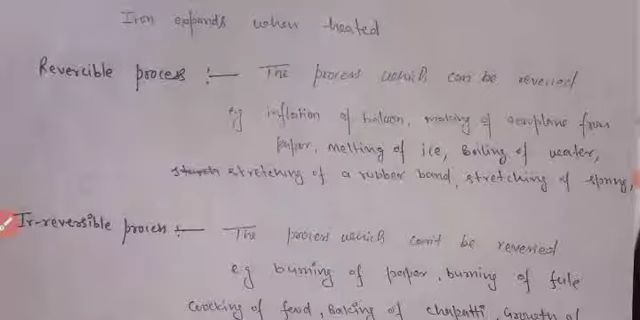 Iron expands when heated
Revercible process :— The process which can be reversed
eg inflation of baloon, making of aeroplane from
paper, melting of ice, Boiling of water,
stretching of a rubber band, stretching of spring,
Ir-reversible process :— The process which can't be reversed
eg burning of paper, burning of fule
Coocking of food, Baking of chapatti, Growth of